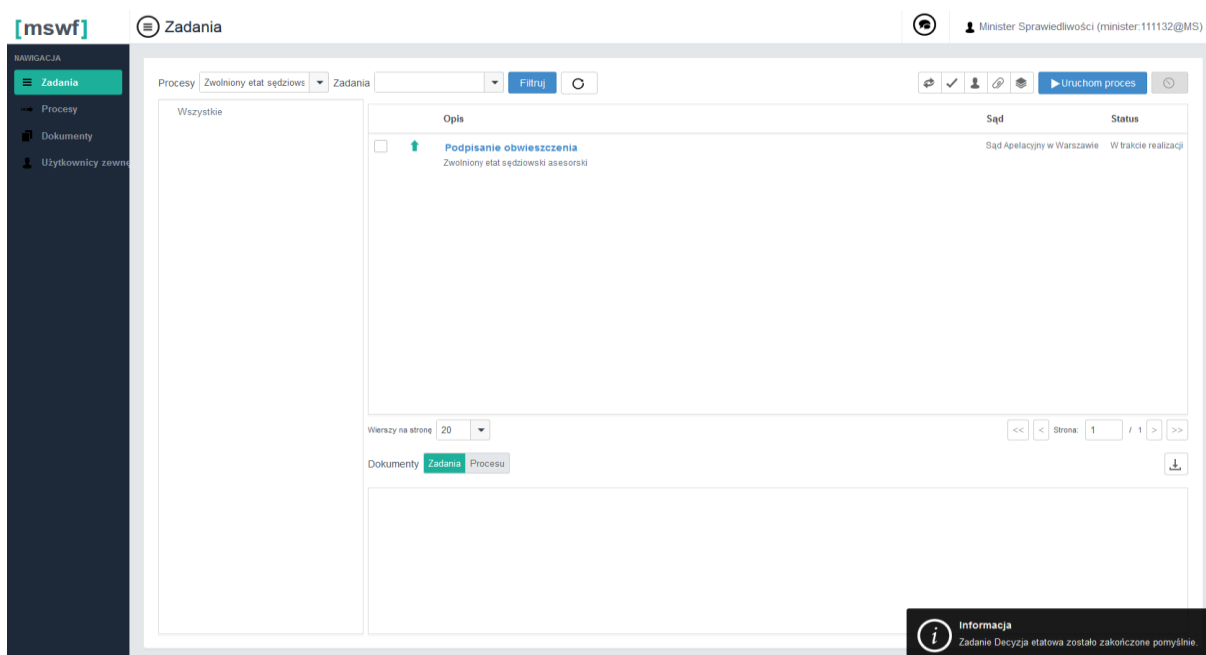 [mswf]
Zadania
Minister Sprawiedliwości (minister:111132@MS)
NAWIGACJA
Zadania
Procesy
Dokumenty
Użytkownicy zewnę
Procesy Zwolniony etat sędziows Zadania Filtruj Uruchom proces
Wszystkie
Opis Sąd Status
Podpisanie obwieszczenia Sąd Apelacyjny w Warszawie W trakcie realizacji
Zwolniony etat sędziowski asesorski
Wierszy na stronę 20 << < Strona: 1 / 1 > >>
Dokumenty Zadania Procesu
Informacja
Zadanie Decyzja etatowa zostało zakończone pomyślnie.